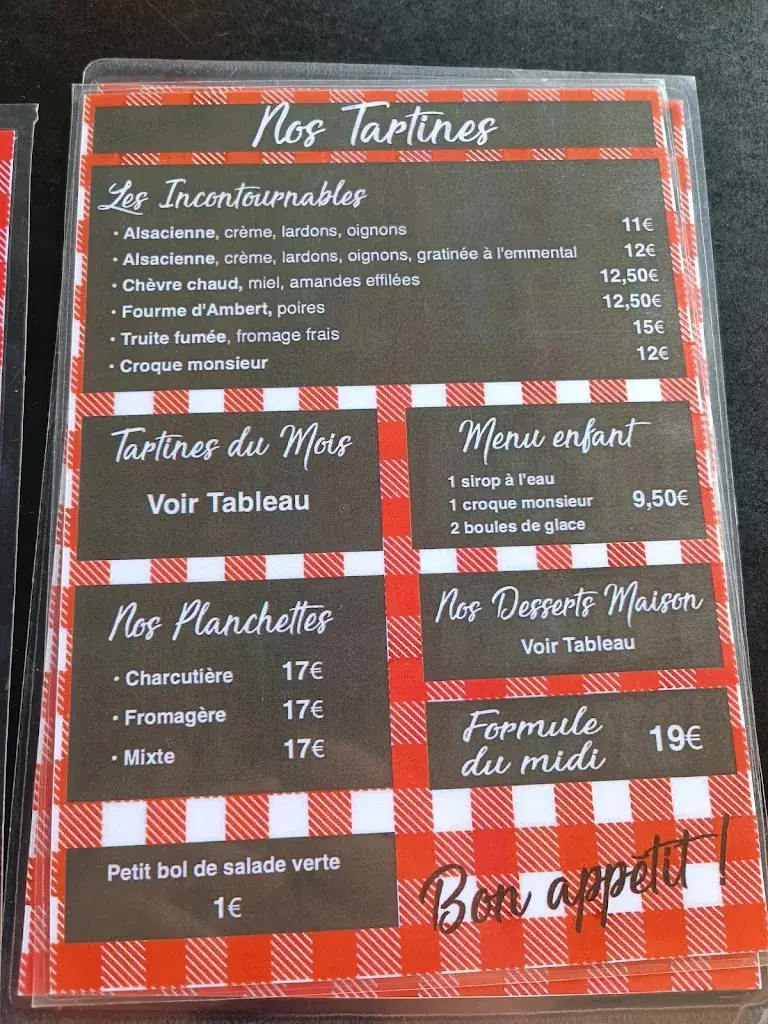 Nos Tartines
Les Incontournables
· Alsacienne, crème, lardons, oignons 11€
· Alsacienne, crème, lardons, oignons, gratinée à l'emmental 12€
· Chèvre chaud, miel, amandes effilées 12,50€
· Fourme d'Ambert, poires 12,50€
· Truite fumée, fromage frais 15€
· Croque monsieur 12€
Tartines du Mois
Voir Tableau
Menu enfant
1 sirop à l'eau
1 croque monsieur 9,50€
2 boules de glace
Nos Planchettes
· Charcutière 17€
· Fromagère 17€
· Mixte 17€
Nos Desserts Maison
Voir Tableau
Formule
du midi 19€
Petit bol de salade verte
1€
Bon appétit !